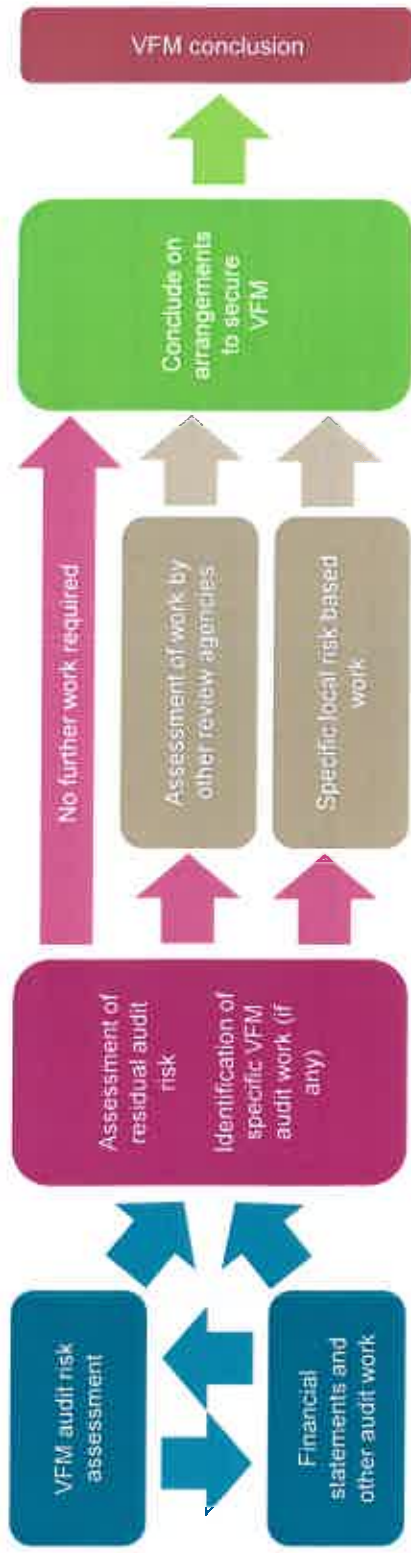 VFM audit risk
assessment
Financial
statements and
other audit work
Assessment of
residual audit
risk
Identification of
specific VFM
audit work (if
any)
No further work required
Assessment of work by
other review agencies
Specific local risk based
work
Conclude on
arrangements
to secure
VFM
VFM conclusion